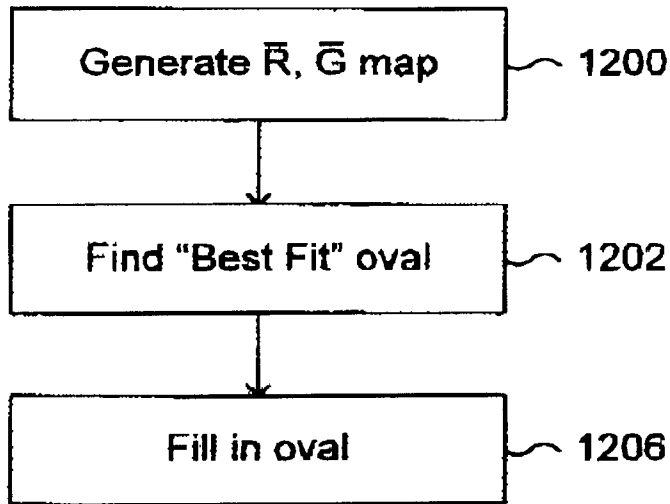 Generate R̅, G̅ map 1200
Find “Best Fit” oval 1202
Fill in oval 1206